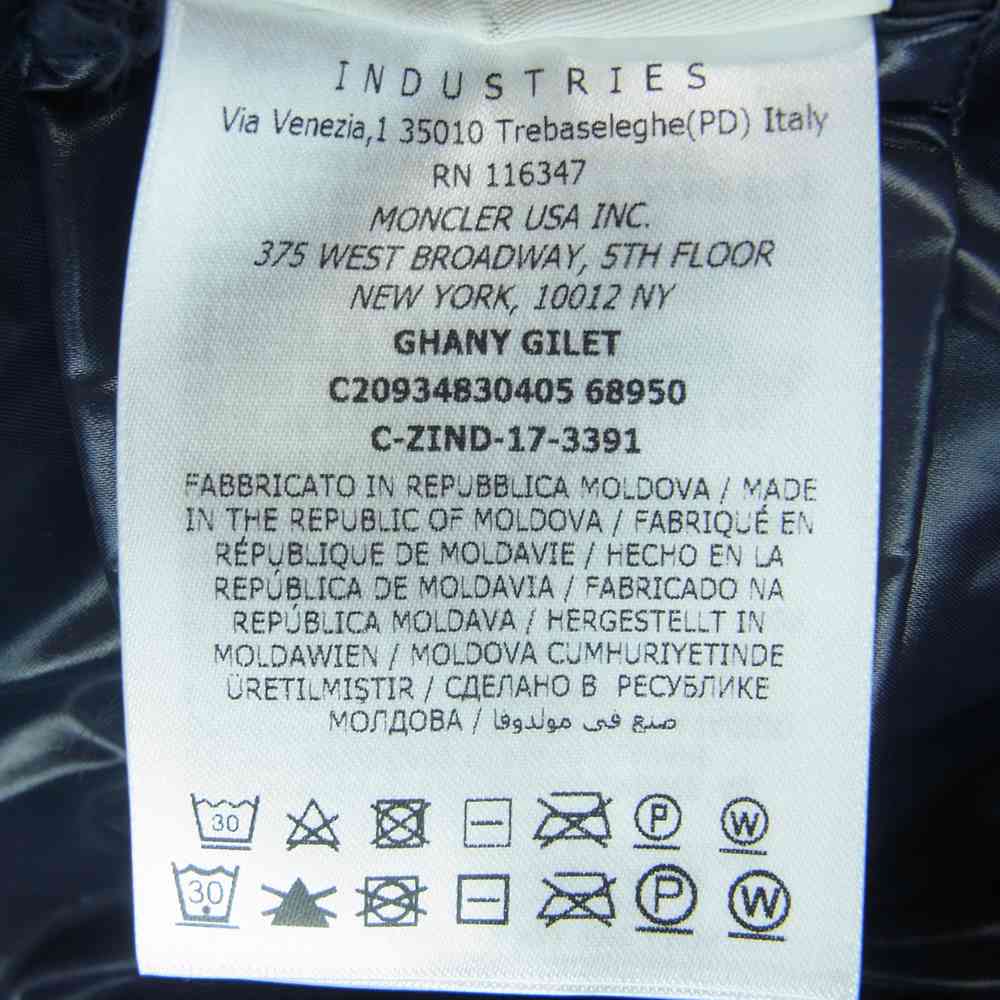 INDUSTRIES
Via Venezia,1 35010 Trebaseleghe(PD) Italy
RN 116347
MONCLER USA INC.
375 WEST BROADWAY, 5TH FLOOR
NEW YORK, 10012 NY
GHANY GILET
C20934830405 68950
C-ZIND-17-3391
FABBRICATO IN REPUBBLICA MOLDOVA / MADE
IN THE REPUBLIC OF MOLDOVA / FABRIQUÉ EN
RÉPUBLIQUE DE MOLDAVIE / HECHO EN LA
REPÚBLICA DE MOLDAVIA / FABRICADO NA
REPÚBLICA MOLDAVA / HERGESTELLT IN
MOLDAWIEN / MOLDOVA CUMHURIYETINDE
ÜRETILMIŞTIR / СДЕЛАНО В РЕСУБЛИКЕ
МОЛДОВА / صنع في مولدوفا
30 P W
30 P W